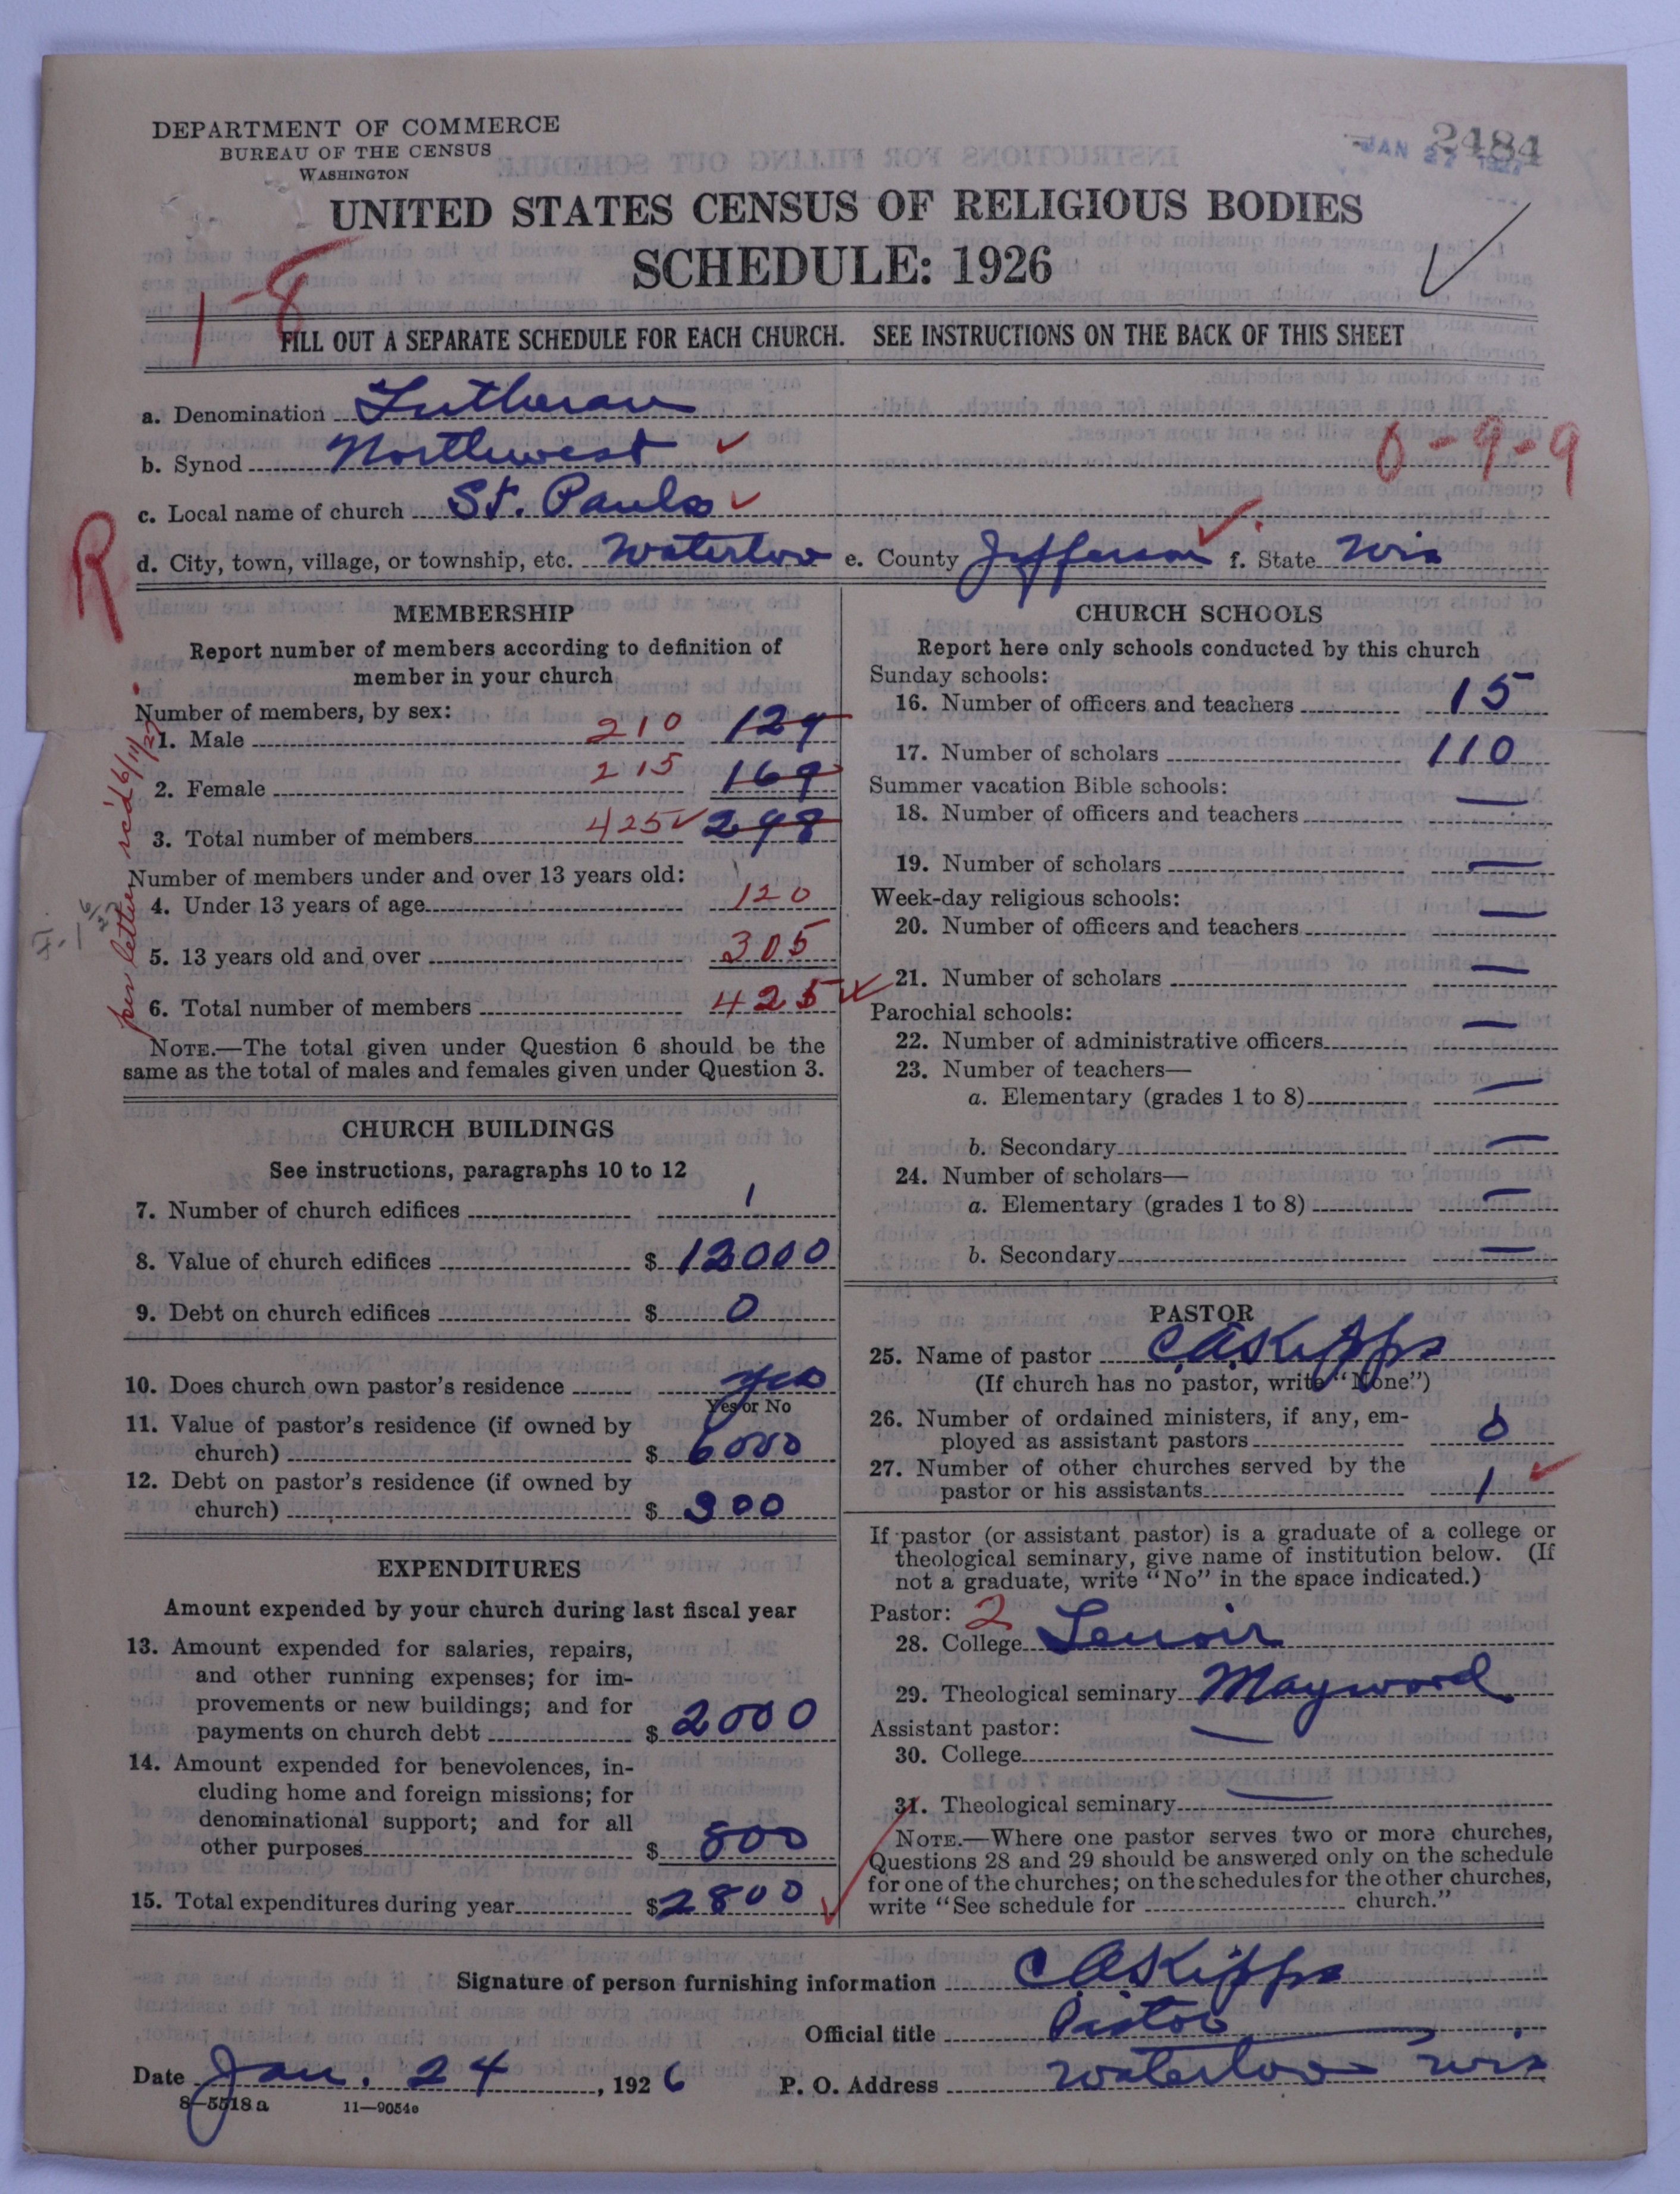 DEPARTMENT OF COMMERCE
BUREAU OF THE CENSUS
WASHINGTON
2484
JAN 27
UNITED STATES CENSUS OF RELIGIOUS BODIES
SCHEDULE: 1926
1-8
FILL OUT A SEPARATE SCHEDULE FOR EACH CHURCH. SEE INSTRUCTIONS ON THE BACK OF THIS SHEET
a. Denomination Lutheran
b. Synod Northwest
0-9-9
c. Local name of church St. Pauls
R
d. City, town, village, or township, etc. Waterloo e. County Jefferson f. State Wis
MEMBERSHIP
Report number of members according to definition of
member in your church
Number of members, by sex:
1. Male 210 129
2. Female 215 169
3. Total number of members 425 298
Number of members under and over 13 years old:
4. Under 13 years of age 120
5. 13 years old and over 305
6. Total number of members 425
per letter rec'd 6/11/27
NOTE.—The total given under Question 6 should be the
same as the total of males and females given under Question 3.
CHURCH BUILDINGS
See instructions, paragraphs 10 to 12
7. Number of church edifices 1
8. Value of church edifices $ 12000
9. Debt on church edifices $ 0
10. Does church own pastor's residence yes
Yes or No
11. Value of pastor's residence (if owned by
church) $ 6000
12. Debt on pastor's residence (if owned by
church) $ 300
EXPENDITURES
Amount expended by your church during last fiscal year
13. Amount expended for salaries, repairs,
and other running expenses; for im-
provements or new buildings; and for
payments on church debt $ 2000
14. Amount expended for benevolences, in-
cluding home and foreign missions; for
denominational support; and for all
other purposes $ 800
15. Total expenditures during year $ 2800
CHURCH SCHOOLS
Report here only schools conducted by this church
Sunday schools:
16. Number of officers and teachers 15
17. Number of scholars 110
Summer vacation Bible schools:
18. Number of officers and teachers —
19. Number of scholars —
Week-day religious schools:
20. Number of officers and teachers —
21. Number of scholars —
Parochial schools:
22. Number of administrative officers —
23. Number of teachers—
a. Elementary (grades 1 to 8) —
b. Secondary —
24. Number of scholars—
a. Elementary (grades 1 to 8) —
b. Secondary —
PASTOR
25. Name of pastor C.A. Kipps
(If church has no pastor, write "None")
26. Number of ordained ministers, if any, em-
ployed as assistant pastors 0
27. Number of other churches served by the
pastor or his assistants 1
If pastor (or assistant pastor) is a graduate of a college or
theological seminary, give name of institution below. (If
not a graduate, write "No" in the space indicated.)
Pastor: 2
28. College Lenoir
29. Theological seminary Maywood
Assistant pastor:
30. College —
31. Theological seminary —
NOTE.—Where one pastor serves two or more churches,
Questions 28 and 29 should be answered only on the schedule
for one of the churches; on the schedules for the other churches,
write "See schedule for church."
Signature of person furnishing information C A Kipps
Official title Pastor
Date Jan. 24, 1926 P. O. Address Waterloo Wis
8—5518a 11—9054e